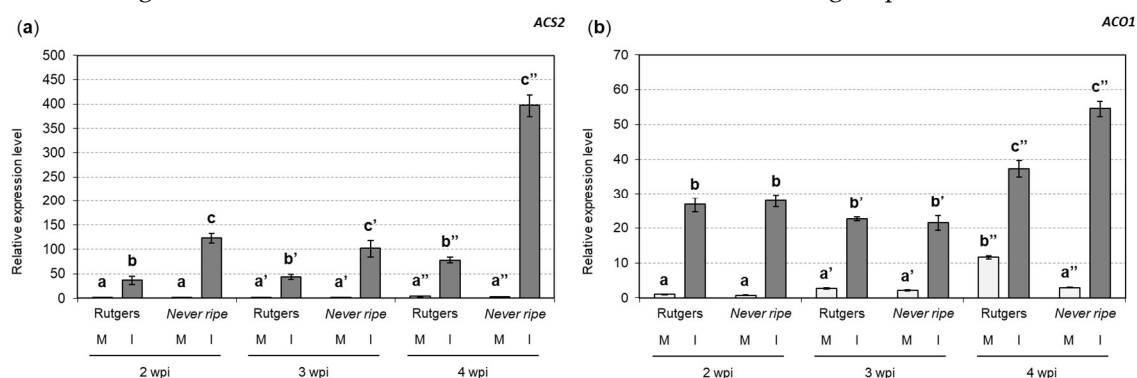 (a)
ACS2
Relative expression level
500
450
400
350
300
250
200
150
100
50
0
a b a c a’ b’ a’ c’ a” b” a” c”
Rutgers Never ripe Rutgers Never ripe Rutgers Never ripe
M I M I M I M I M I M I
2 wpi 3 wpi 4 wpi
(b)
ACO1
Relative expression level
70
60
50
40
30
20
10
0
a b a b a’ b’ a’ b’ b” c” a” c”
Rutgers Never ripe Rutgers Never ripe Rutgers Never ripe
M I M I M I M I M I M I
2 wpi 3 wpi 4 wpi